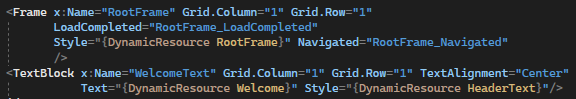 <Frame x:Name="RootFrame" Grid.Column="1" Grid.Row="1"
LoadCompleted="RootFrame_LoadCompleted"
Style="{DynamicResource RootFrame}" Navigated="RootFrame_Navigated"
/>
<TextBlock x:Name="WelcomeText" Grid.Column="1" Grid.Row="1" TextAlignment="Center"
Text="{DynamicResource Welcome}" Style="{DynamicResource HeaderText}"/>